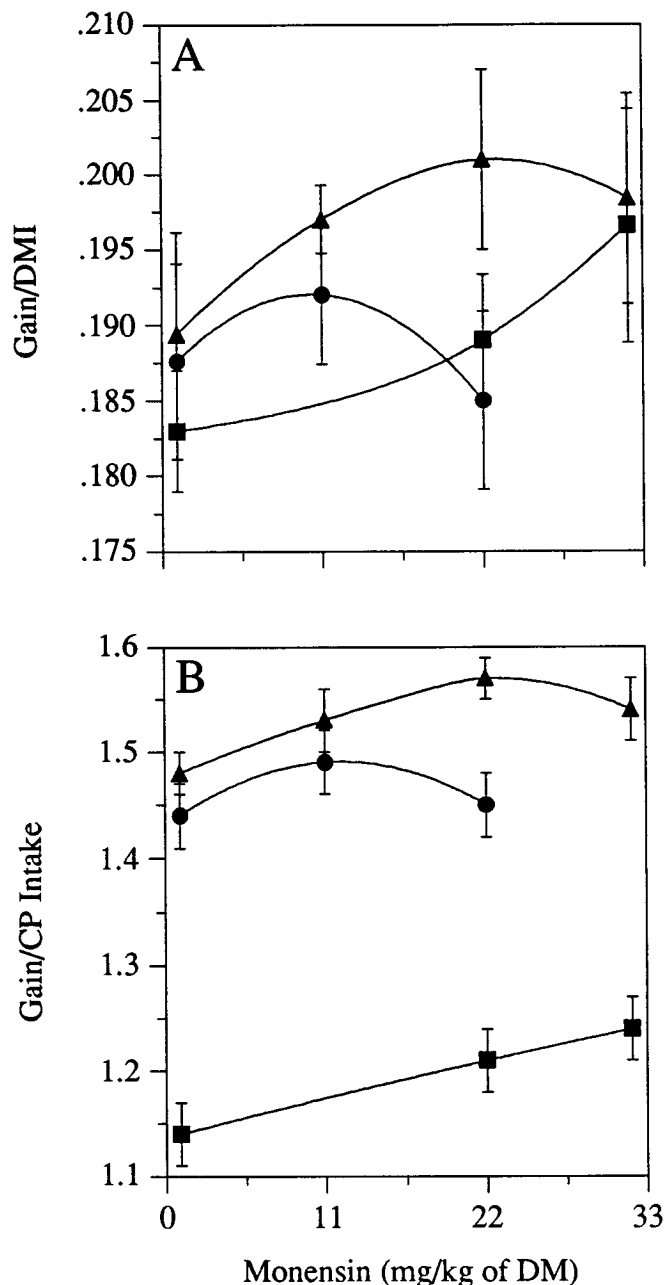 A
.210
.205
.200
.195
.190
.185
.180
.175
Gain/DMI
B
1.6
1.5
1.4
1.3
1.2
1.1
Gain/CP Intake
0 11 22 33
Monensin (mg/kg of DM)